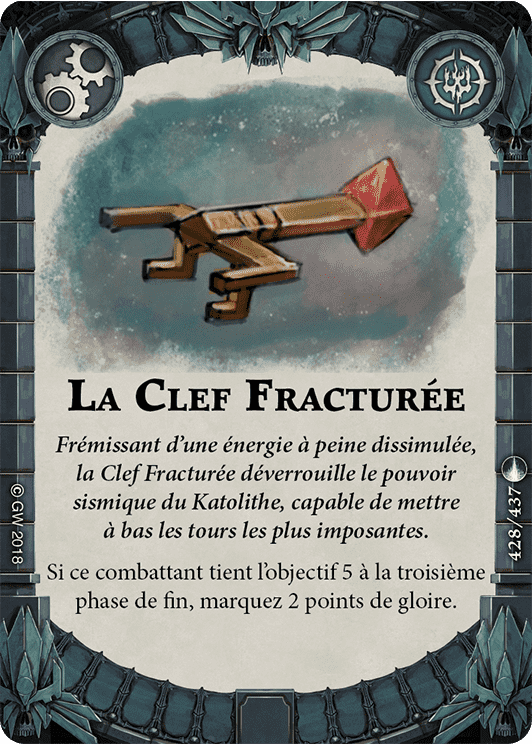 La Clef Fracturée
Frémissant d'une énergie à peine dissimulée,
la Clef Fracturée déverrouille le pouvoir
sismique du Katolithe, capable de mettre
à bas les tours les plus imposantes.
Si ce combattant tient l'objectif 5 à la troisième
phase de fin, marquez 2 points de gloire.
© GW 2018
428/437